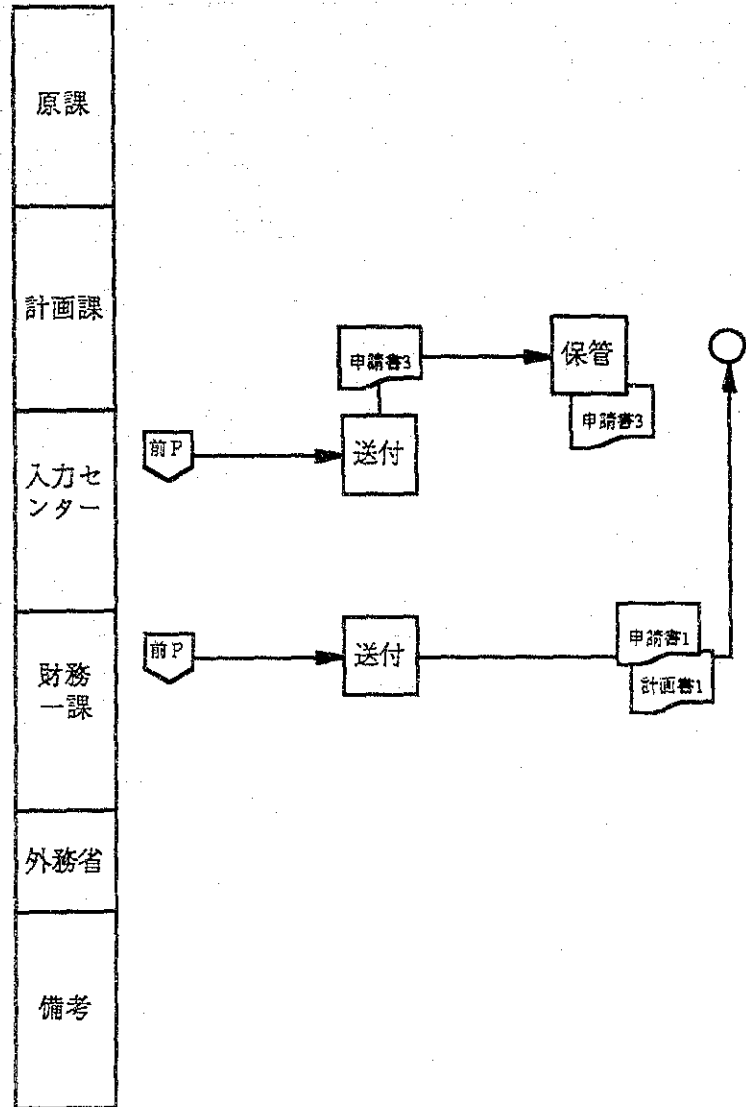 原課
計画課
申請書3
保管
申請書3
入力セ
ンター
前P
送付
財務
一課
前P
送付
申請書1
計画書1
外務省
備考